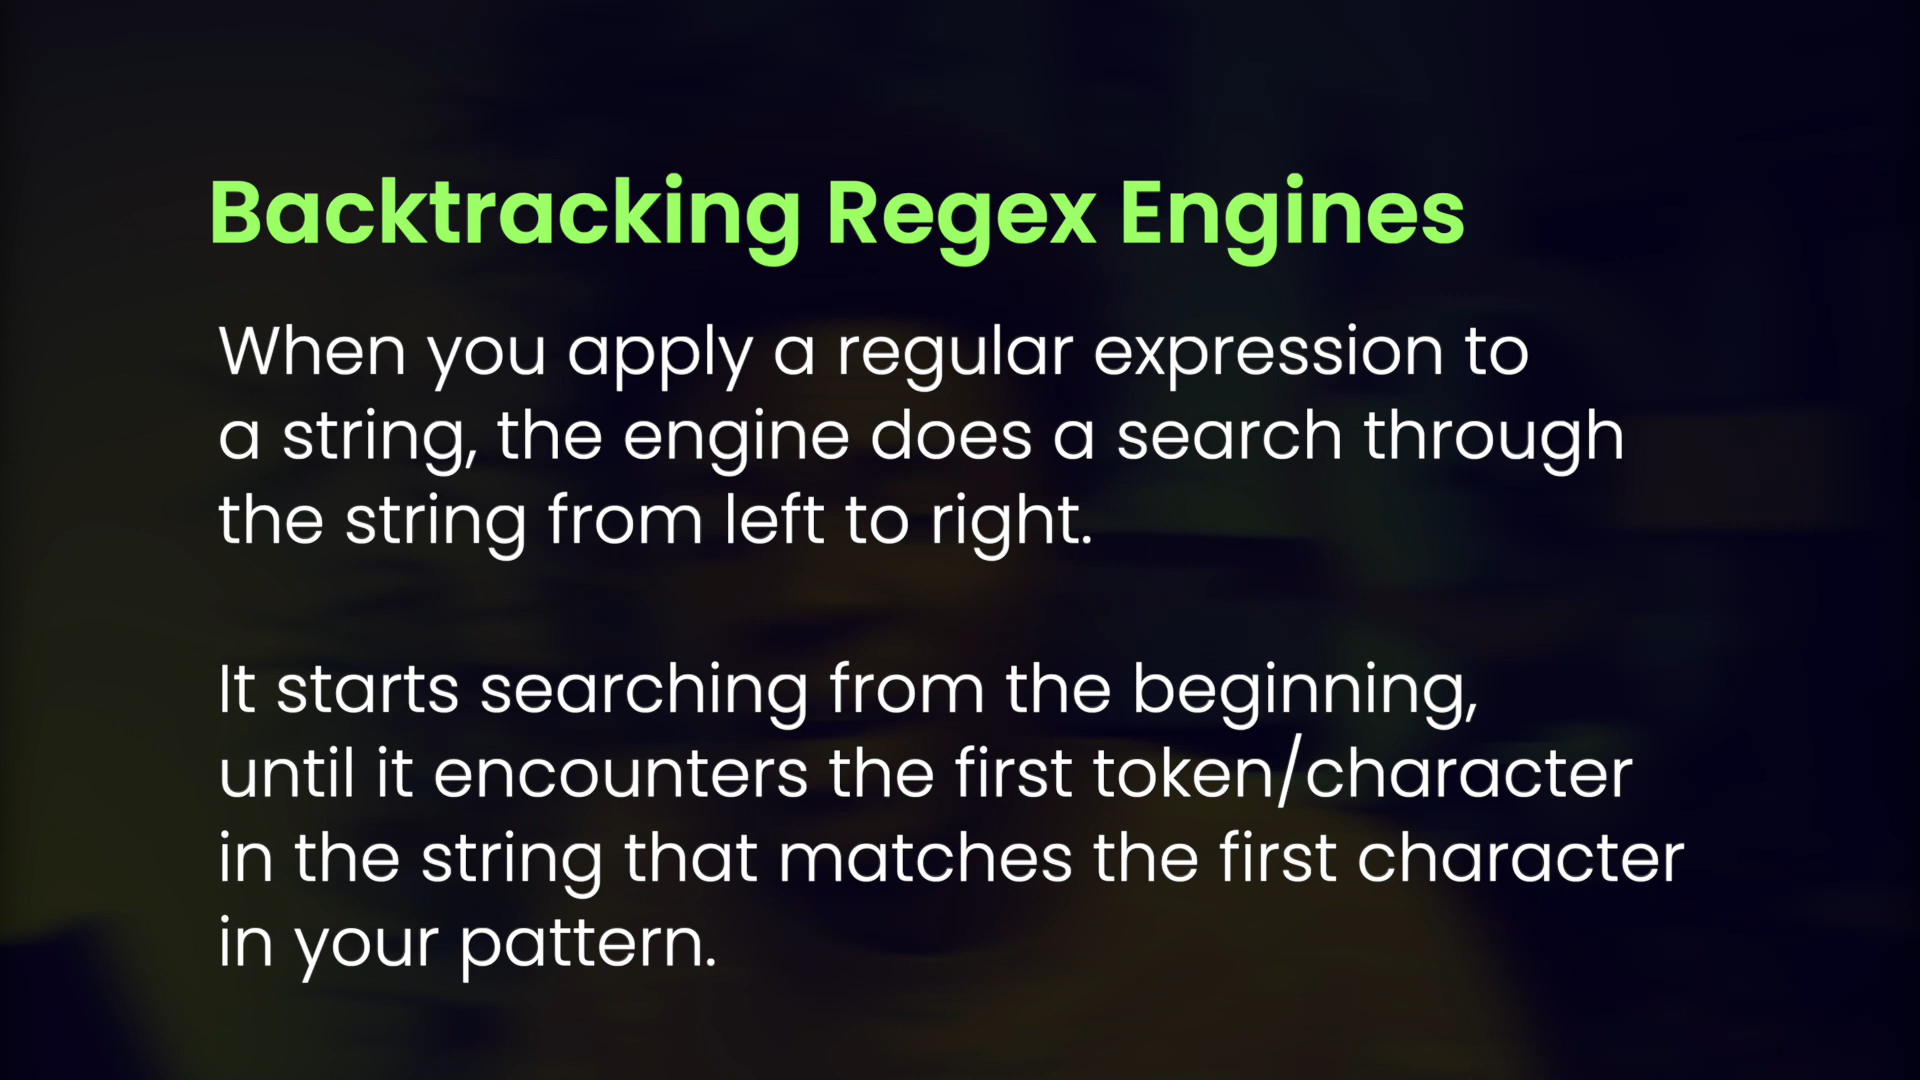 Backtracking Regex Engines
When you apply a regular expression to
a string, the engine does a search through
the string from left to right.
It starts searching from the beginning,
until it encounters the first token/character
in the string that matches the first character
in your pattern.